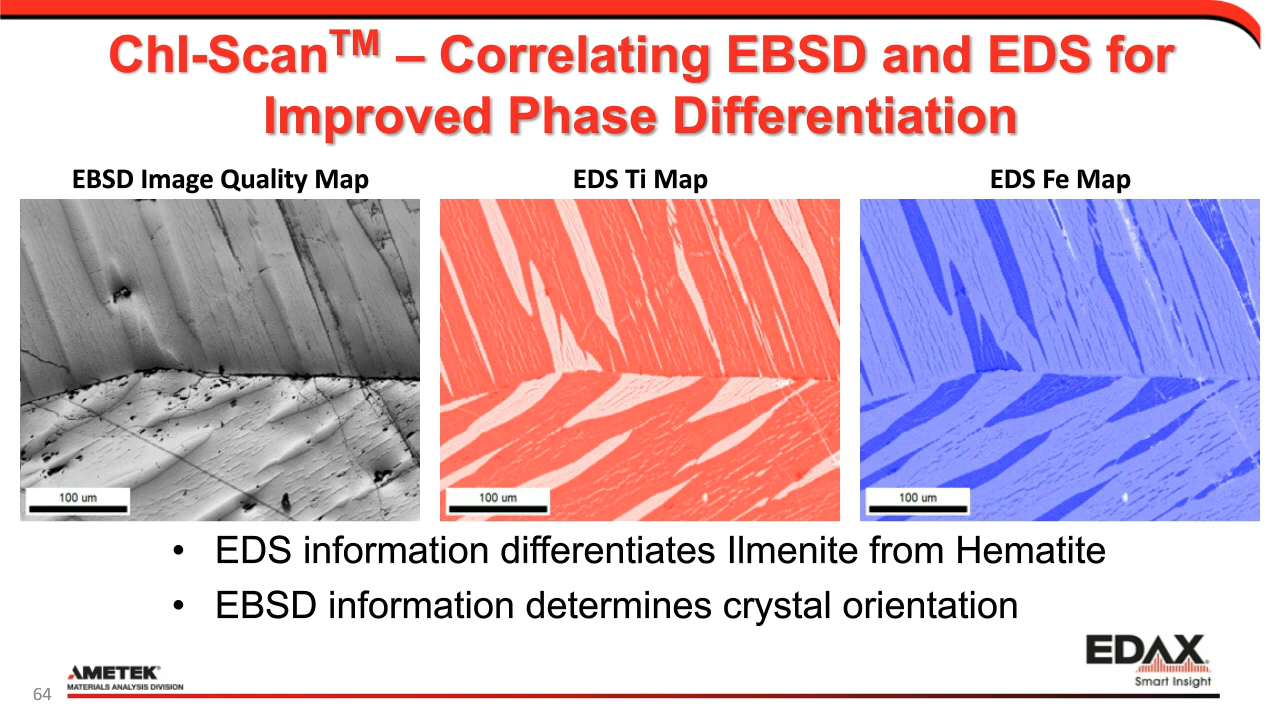 ChI-Scan™ – Correlating EBSD and EDS for
Improved Phase Differentiation
EBSD Image Quality Map
EDS Ti Map
EDS Fe Map
100 um
100 um
100 um
• EDS information differentiates Ilmenite from Hematite
• EBSD information determines crystal orientation
64
AMETEK®
MATERIALS ANALYSIS DIVISION
EDAX®
Smart Insight